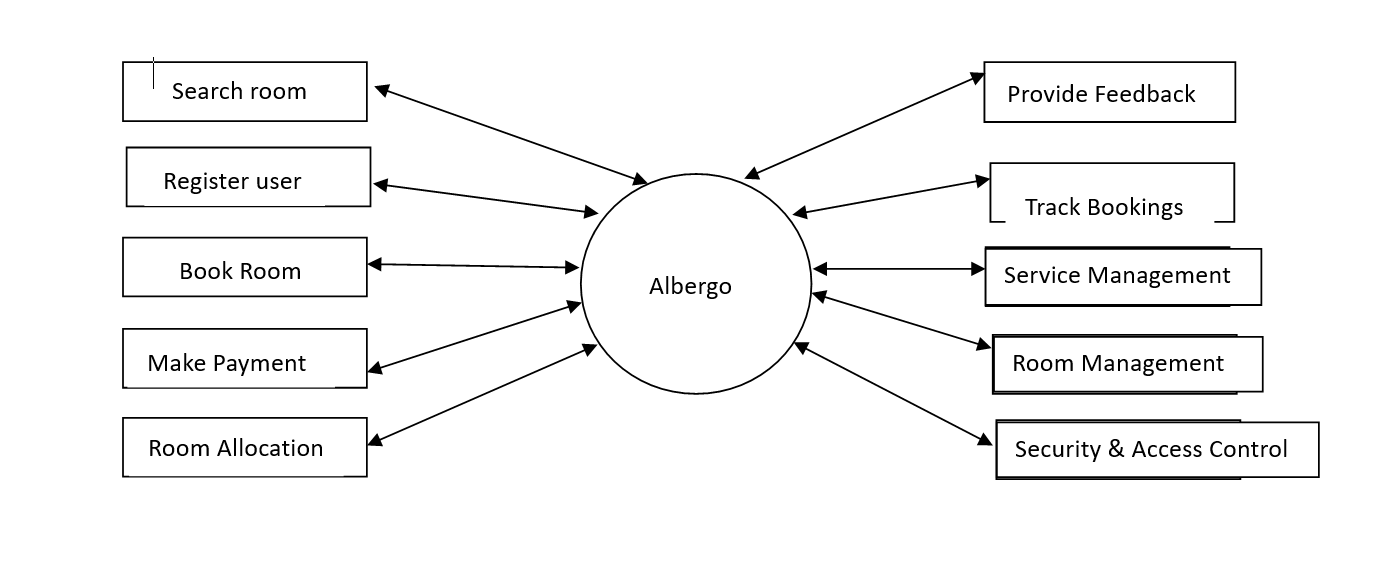 Search room
Register user
Book Room
Make Payment
Room Allocation
Albergo
Provide Feedback
Track Bookings
Service Management
Room Management
Security & Access Control